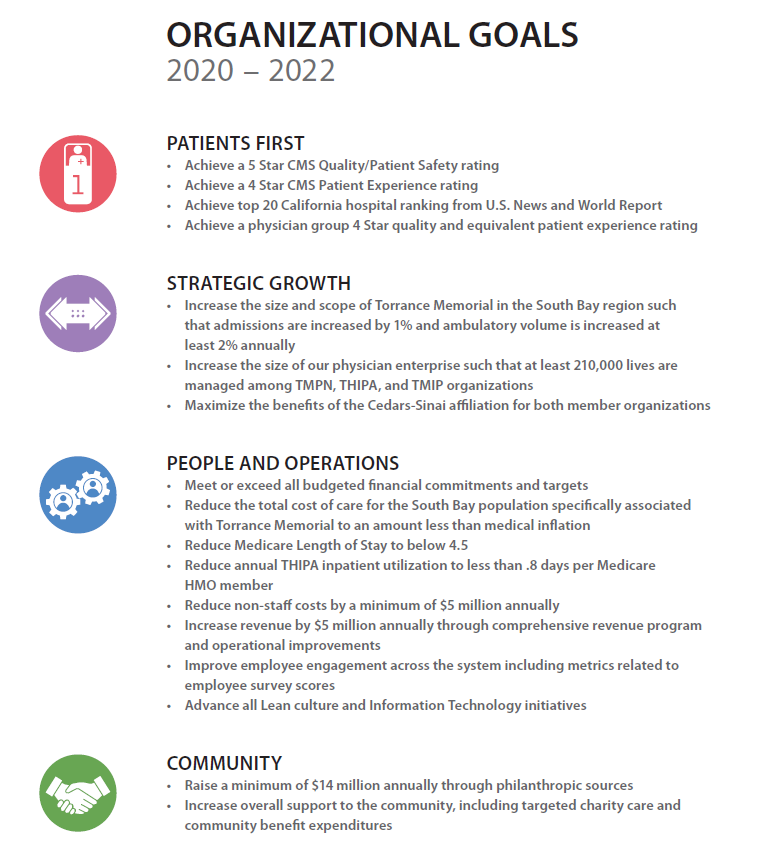 ORGANIZATIONAL GOALS
2020 – 2022
1
PATIENTS FIRST
• Achieve a 5 Star CMS Quality/Patient Safety rating
• Achieve a 4 Star CMS Patient Experience rating
• Achieve top 20 California hospital ranking from U.S. News and World Report
• Achieve a physician group 4 Star quality and equivalent patient experience rating
STRATEGIC GROWTH
• Increase the size and scope of Torrance Memorial in the South Bay region such
that admissions are increased by 1% and ambulatory volume is increased at
least 2% annually
• Increase the size of our physician enterprise such that at least 210,000 lives are
managed among TMPN, THIPA, and TMIP organizations
• Maximize the benefits of the Cedars-Sinai affiliation for both member organizations
PEOPLE AND OPERATIONS
• Meet or exceed all budgeted financial commitments and targets
• Reduce the total cost of care for the South Bay population specifically associated
with Torrance Memorial to an amount less than medical inflation
• Reduce Medicare Length of Stay to below 4.5
• Reduce annual THIPA inpatient utilization to less than .8 days per Medicare
HMO member
• Reduce non-staff costs by a minimum of $5 million annually
• Increase revenue by $5 million annually through comprehensive revenue program
and operational improvements
• Improve employee engagement across the system including metrics related to
employee survey scores
• Advance all Lean culture and Information Technology initiatives
COMMUNITY
• Raise a minimum of $14 million annually through philanthropic sources
• Increase overall support to the community, including targeted charity care and
community benefit expenditures